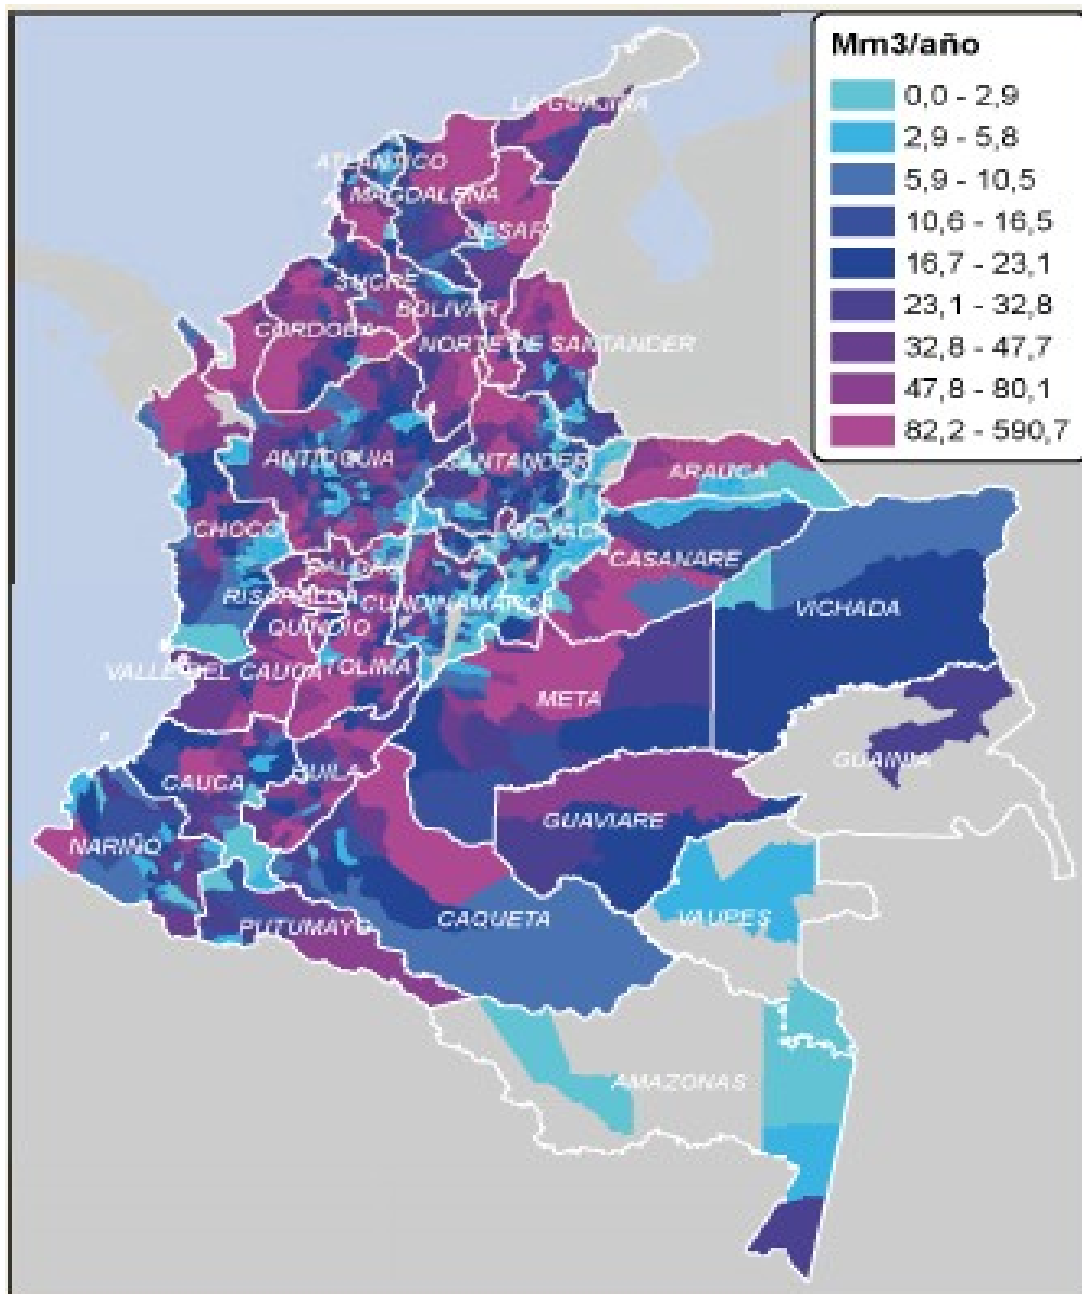 Mm3/año
0,0 - 2,9
2,9 - 5,8
5,9 - 10,5
10,6 - 16,5
16,7 - 23,1
23,1 - 32,8
32,8 - 47,7
47,8 - 80,1
82,2 - 590,7
LA GUAJIRA
ATLANTICO
MAGDALENA
CESAR
SUCRE
BOLIVAR
CORDOBA
NORTE DE SANTANDER
ANTIOQUIA
SANTANDER
ARAUCA
CHOCO
CASANARE
CALDAS
RISARALDA
CUNDINAMARCA
VICHADA
QUINDIO
VALLE DEL CAUCA
TOLIMA
META
GUAINIA
CAUCA
HUILA
GUAVIARE
NARIÑO
PUTUMAYO
CAQUETA
VAUPES
AMAZONAS